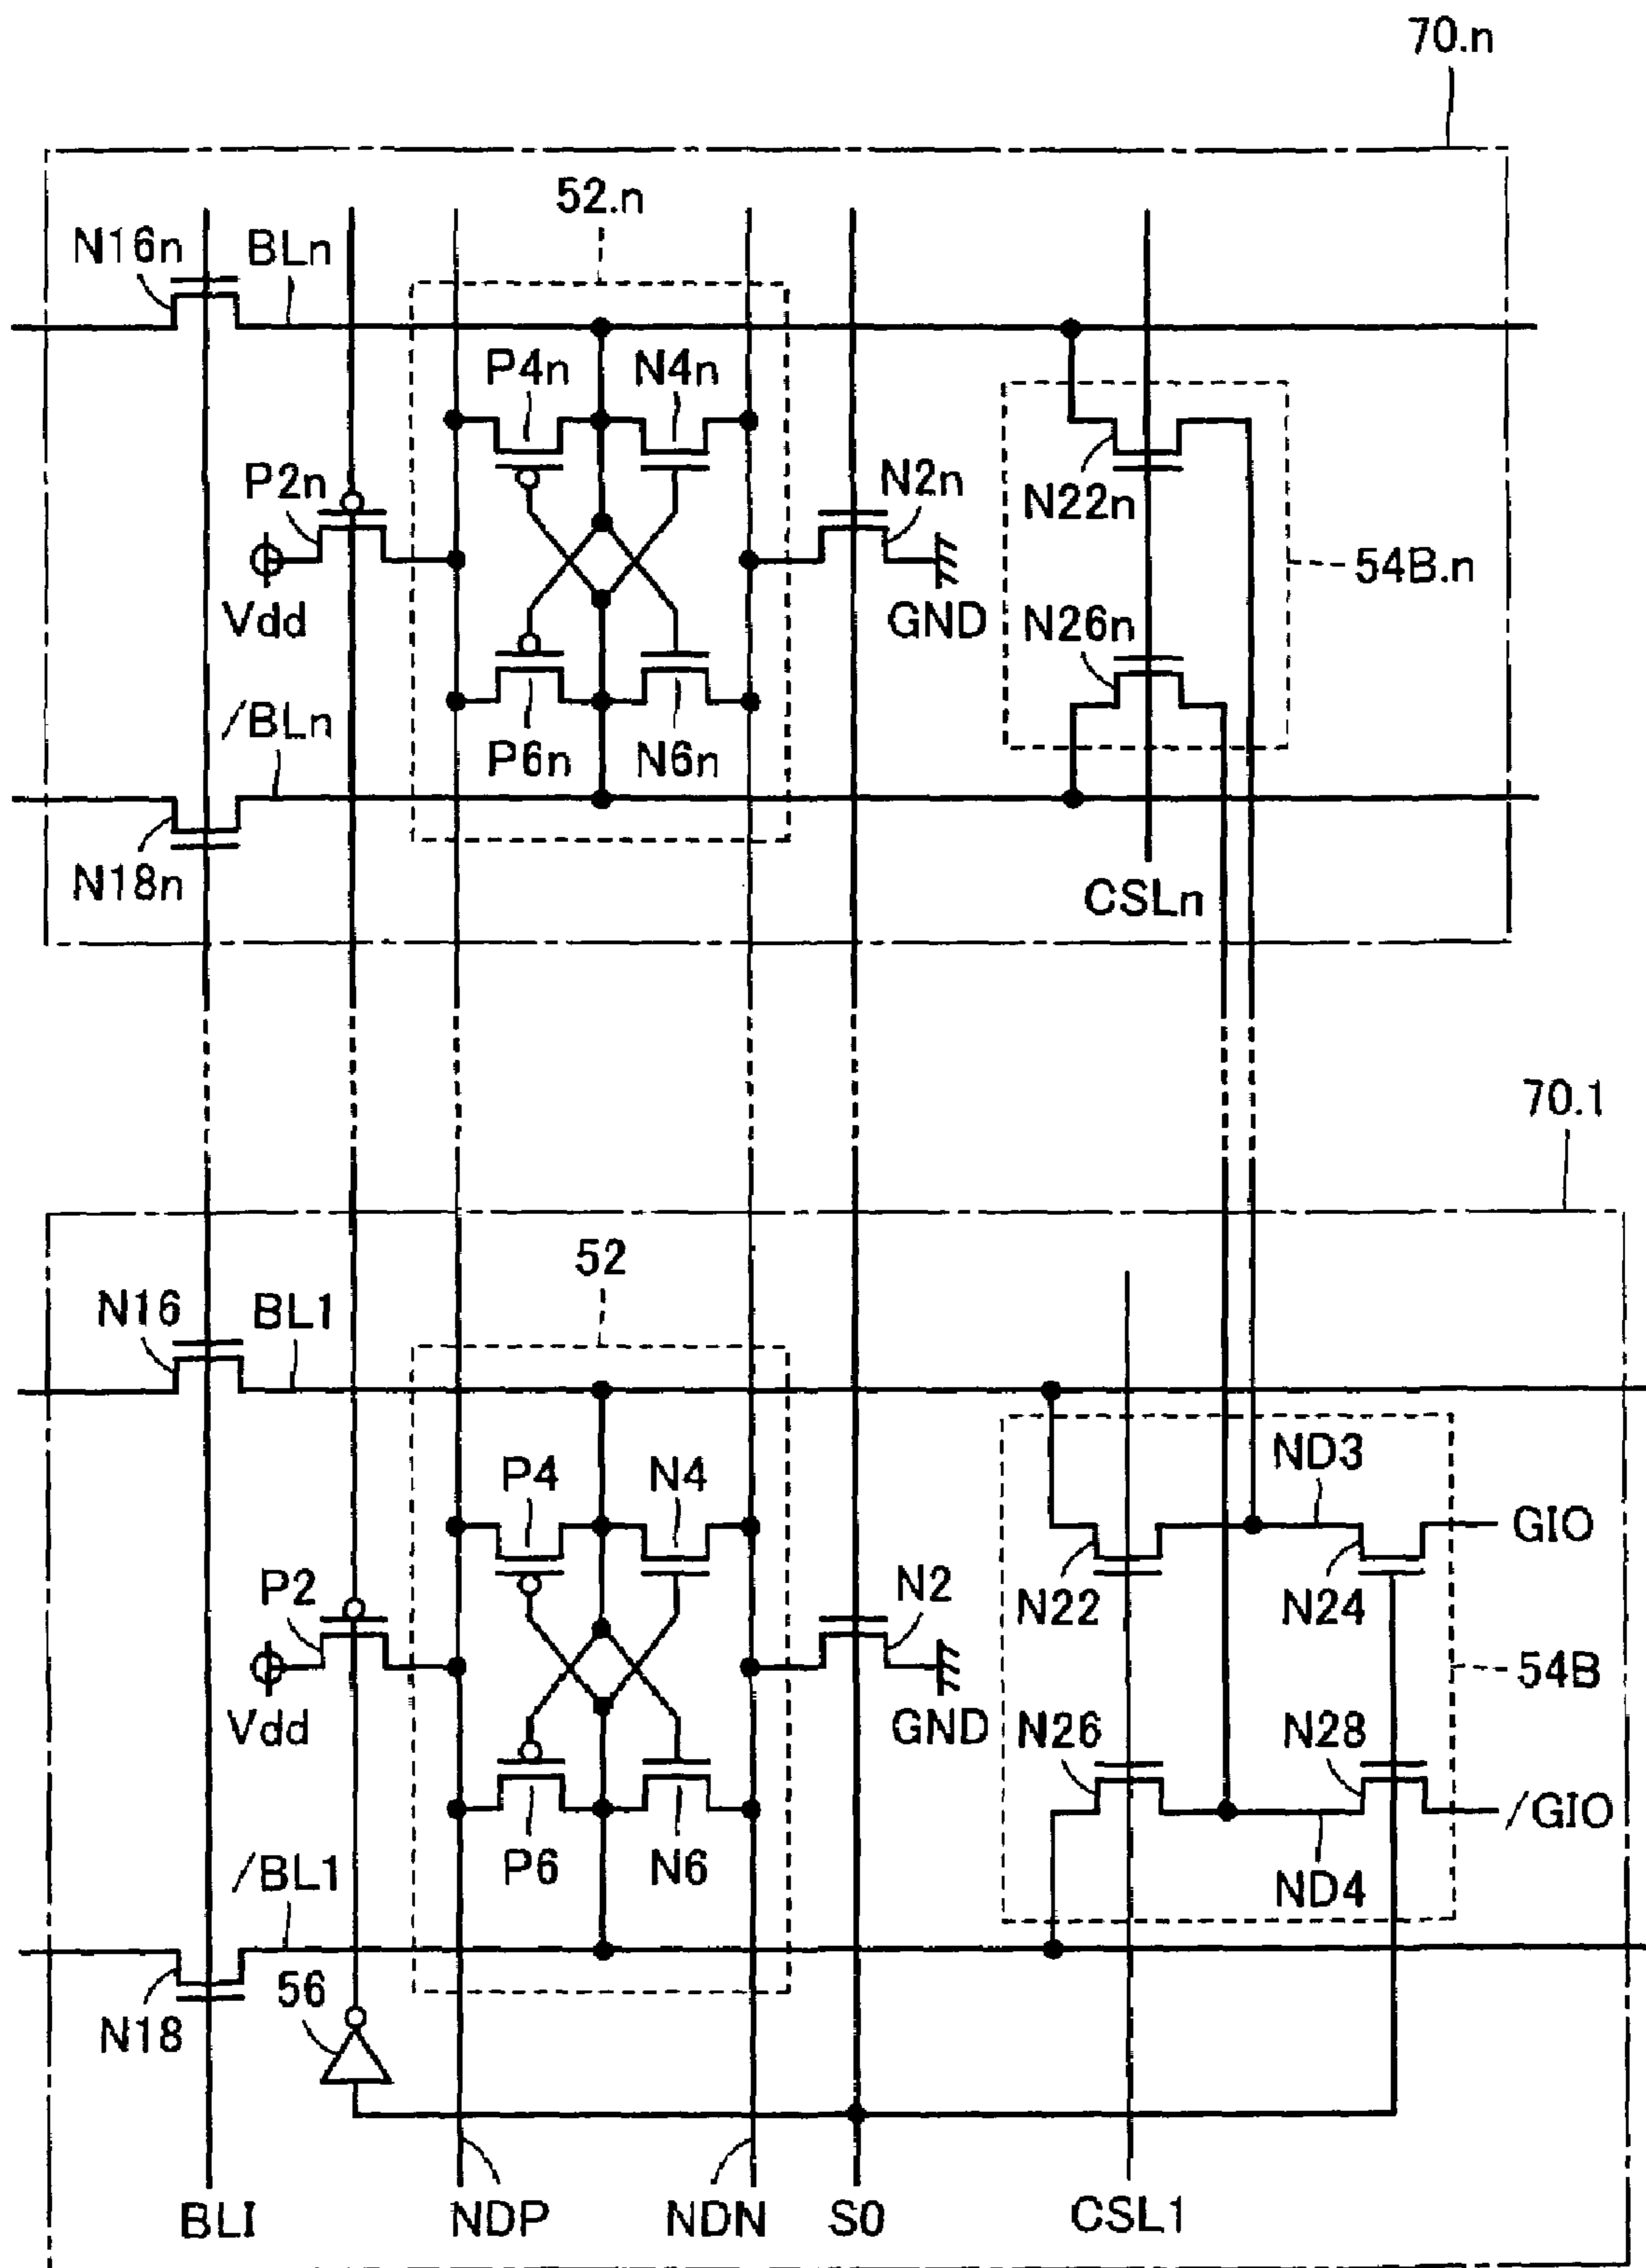 70.n
52.n
N16n
BLn
P4n
N4n
P2n
N2n
N22n
54B.n
Vdd
GND
N26n
/BLn
P6n
N6n
N18n
CSLn
70.1
52
N16
BL1
P4
N4
ND3
GIO
P2
N2
N22
N24
54B
Vdd
GND
N26
N28
/GIO
/BL1
P6
N6
ND4
56
N18
BLI
NDP
NDN
S0
CSL1